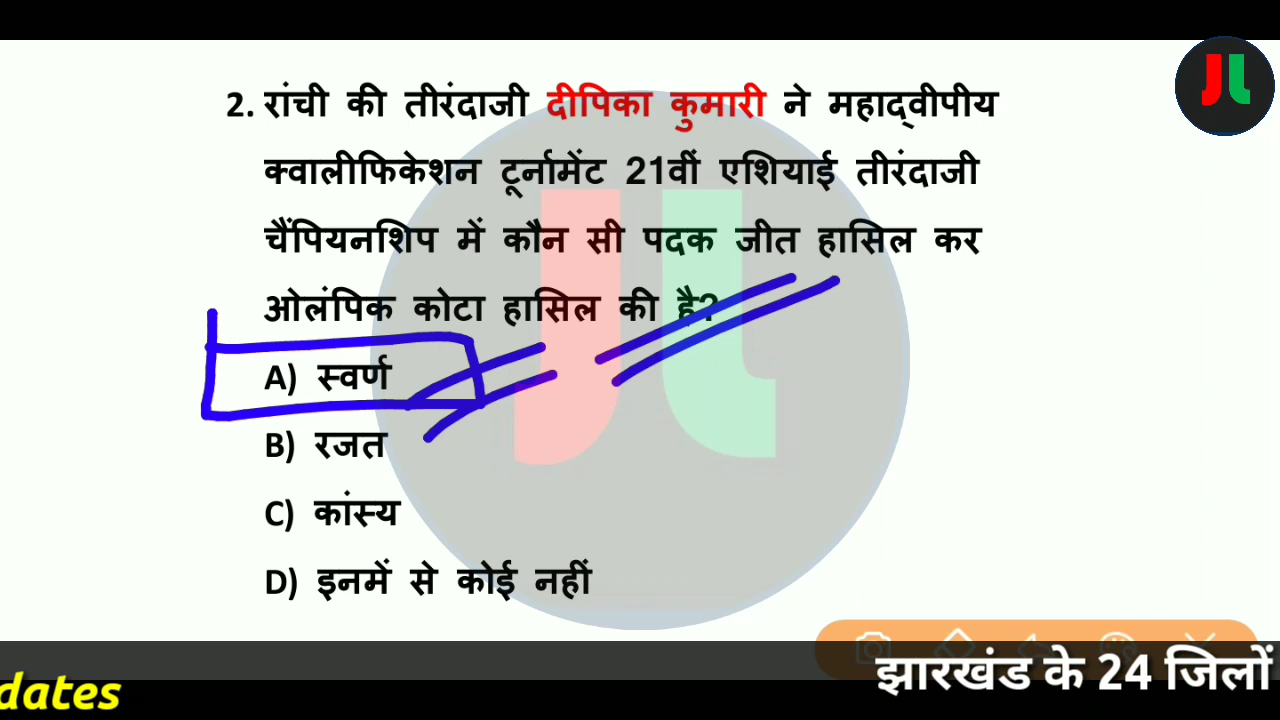 2. रांची की तीरंदाजी दीपिका कुमारी ने महाद्वीपीय
क्वालीफिकेशन टूर्नामेंट 21वीं एशियाई तीरंदाजी
चैंपियनशिप में कौन सी पदक जीत हासिल कर
ओलंपिक कोटा हासिल की है?
A) स्वर्ण
B) रजत
C) कांस्य
D) इनमें से कोई नहीं
झारखंड के 24 जिलों
dates